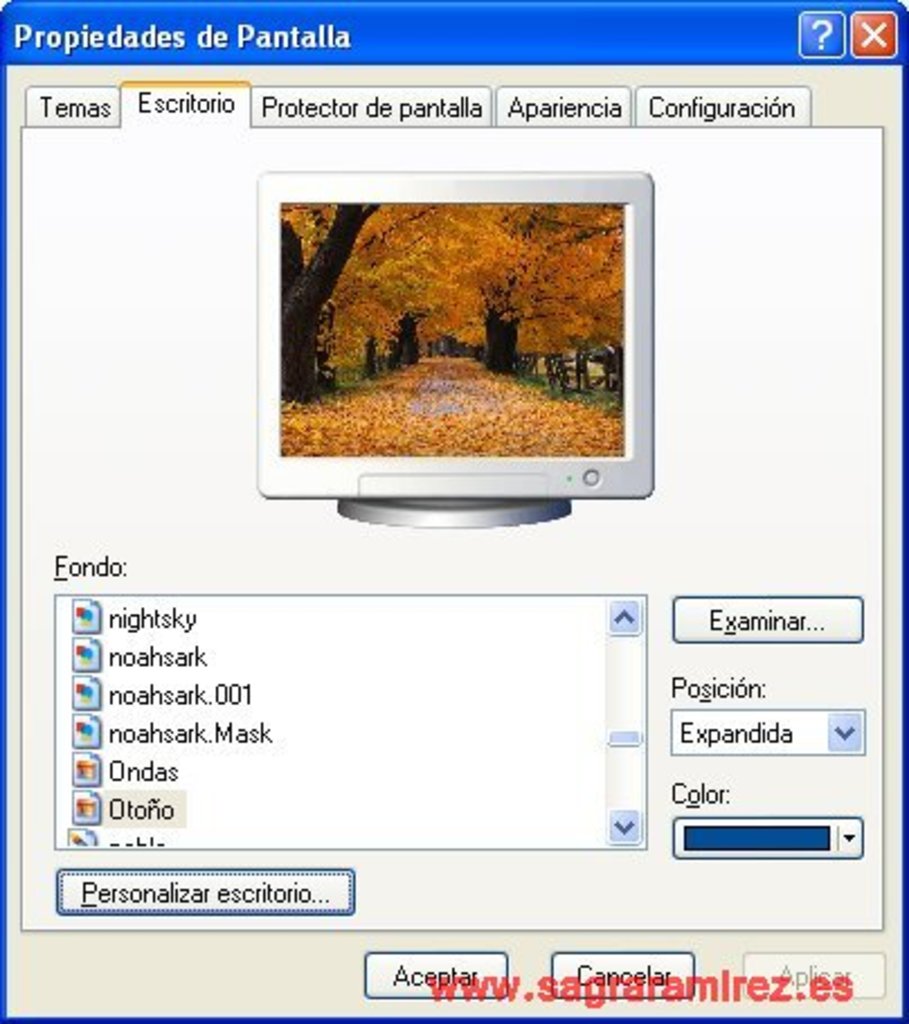 Propiedades de Pantalla
Temas Escritorio Protector de pantalla Apariencia Configuración
Fondo:
nightsky
noahsark
noahsark.001
noahsark.Mask
Ondas
Otoño
Examinar...
Posición:
Expandida
Color:
Personalizar escritorio...
Aceptar Cancelar Aplicar
www.sagraramirez.es